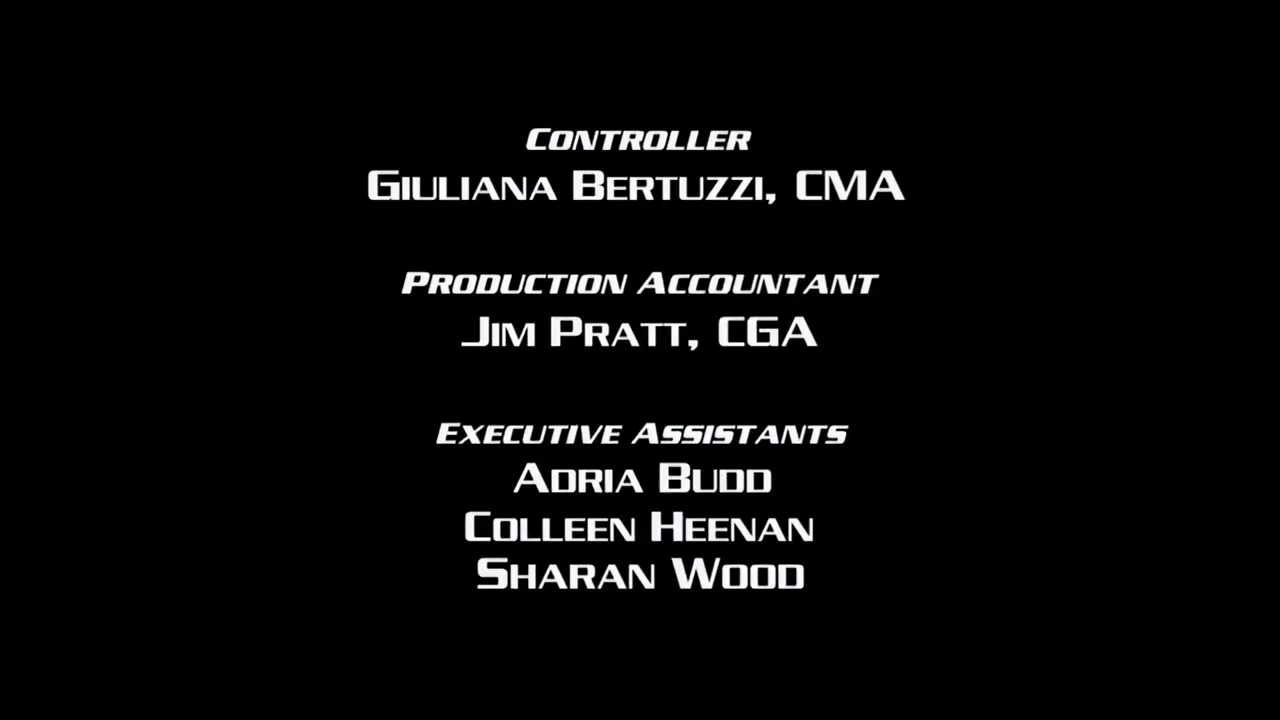 CONTROLLER
GIULIANA BERTUZZI, CMA
PRODUCTION ACCOUNTANT
JIM PRATT, CGA
EXECUTIVE ASSISTANTS
ADRIA BUDD
COLLEEN HEENAN
SHARAN WOOD